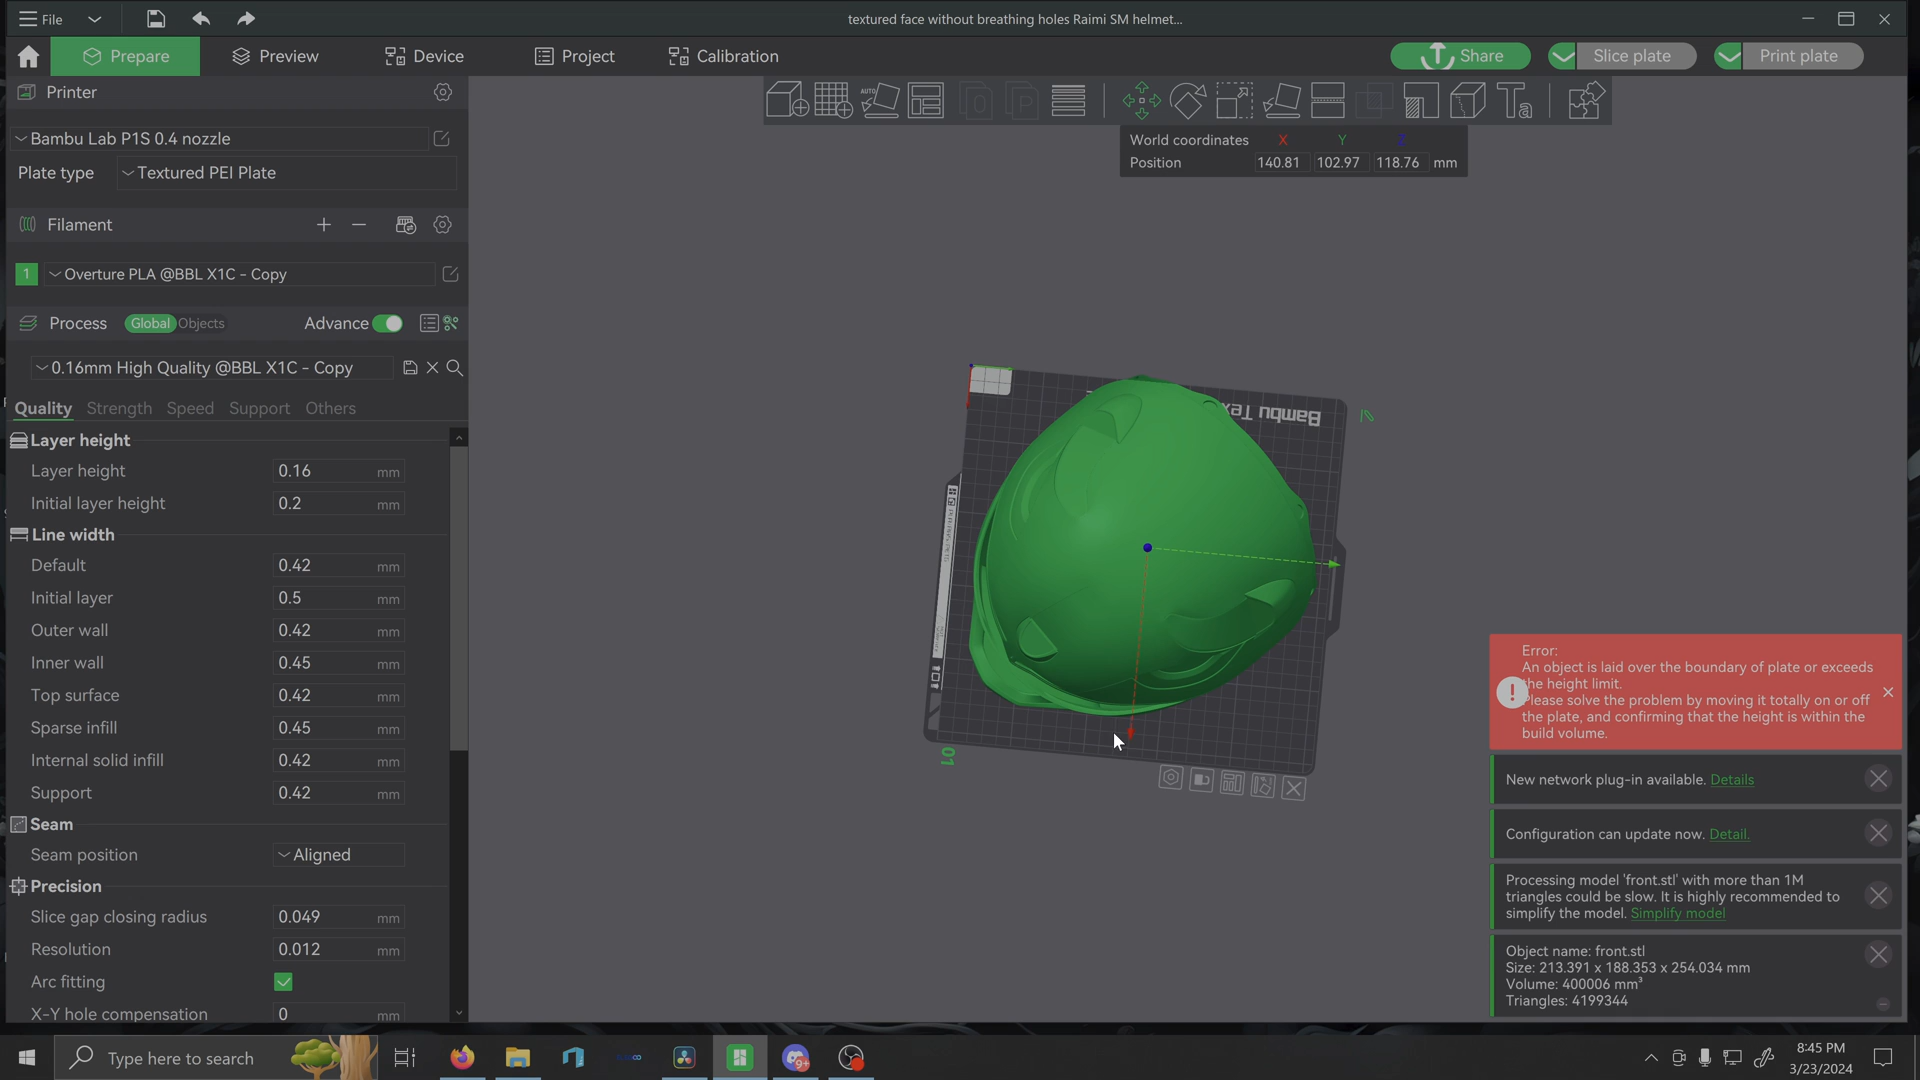 File
textured face without breathing holes Raimi SM helmet...
Prepare
Preview
Device
Project
Calibration
Share
Slice plate
Print plate
Printer
Bambu Lab P1S 0.4 nozzle
Plate type
Textured PEI Plate
Filament
1
Overture PLA @BBL X1C - Copy
Process
Global
Objects
Advance
0.16mm High Quality @BBL X1C - Copy
Quality
Strength
Speed
Support
Others
Layer height
Layer height 0.16 mm
Initial layer height 0.2 mm
Line width
Default 0.42 mm
Initial layer 0.5 mm
Outer wall 0.42 mm
Inner wall 0.45 mm
Top surface 0.42 mm
Sparse infill 0.45 mm
Internal solid infill 0.42 mm
Support 0.42 mm
Seam
Seam position Aligned
Precision
Slice gap closing radius 0.049 mm
Resolution 0.012 mm
Arc fitting
X-Y hole compensation 0 mm
AUTO
Ta
World coordinates X Y Z
Position 140.81 102.97 118.76 mm
Bambu Tex
01
Error:
An object is laid over the boundary of plate or exceeds
the height limit.
Please solve the problem by moving it totally on or off
the plate, and confirming that the height is within the
build volume.
New network plug-in available. Details
Configuration can update now. Detail.
Processing model 'front.stl' with more than 1M
triangles could be slow. It is highly recommended to
simplify the model. Simplify model
Object name: front.stl
Size: 213.391 x 188.353 x 254.034 mm
Volume: 400006 mm³
Triangles: 4199344
Type here to search
9+
8:45 PM
3/23/2024